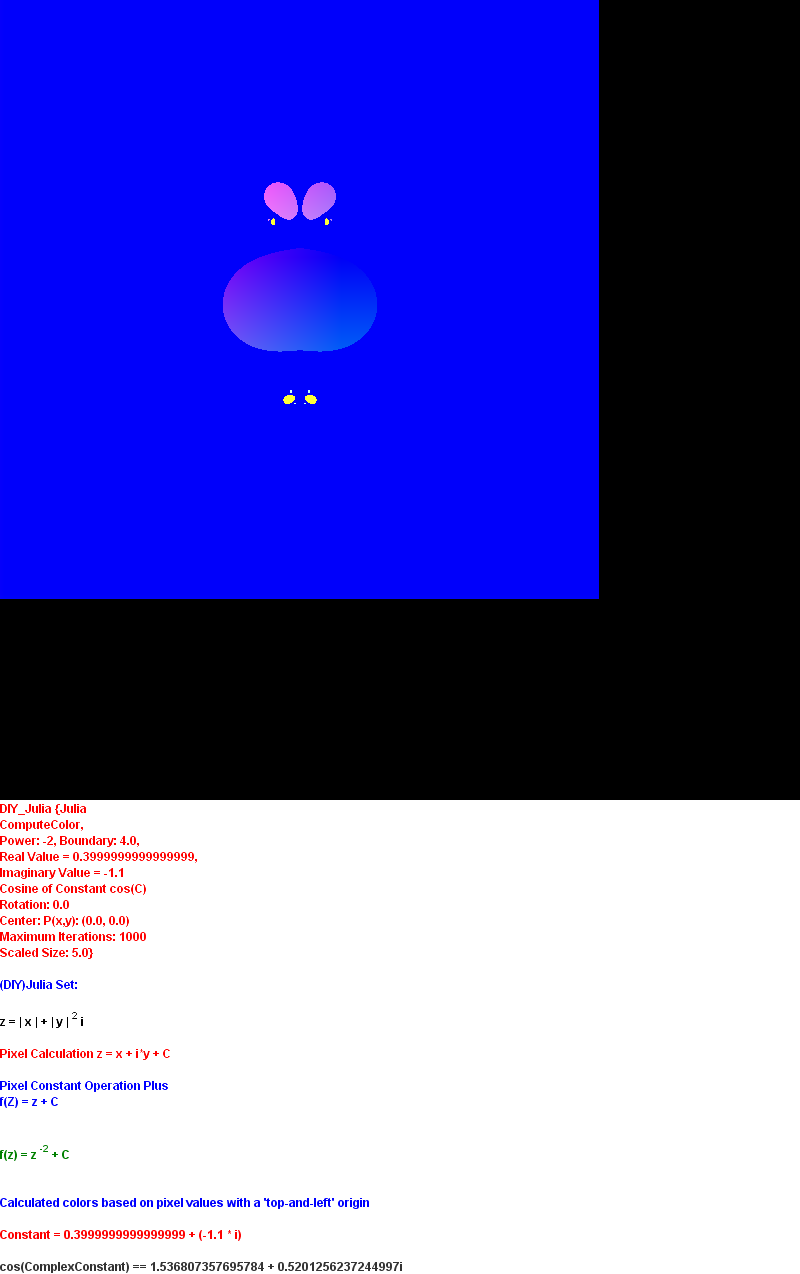 DIY_Julia {Julia
ComputeColor,
Power: -2, Boundary: 4.0,
Real Value = 0.3999999999999999,
Imaginary Value = -1.1
Cosine of Constant cos(C)
Rotation: 0.0
Center: P(x,y): (0.0, 0.0)
Maximum Iterations: 1000
Scaled Size: 5.0}
(DIY)Julia Set:
z = | x | + | y | ² i
Pixel Calculation z = x + i*y + C
Pixel Constant Operation Plus
f(Z) = z + C
f(z) = z ⁻² + C
Calculated colors based on pixel values with a 'top-and-left' origin
Constant = 0.3999999999999999 + (-1.1 * i)
cos(ComplexConstant) == 1.536807357695784 + 0.5201256237244997i